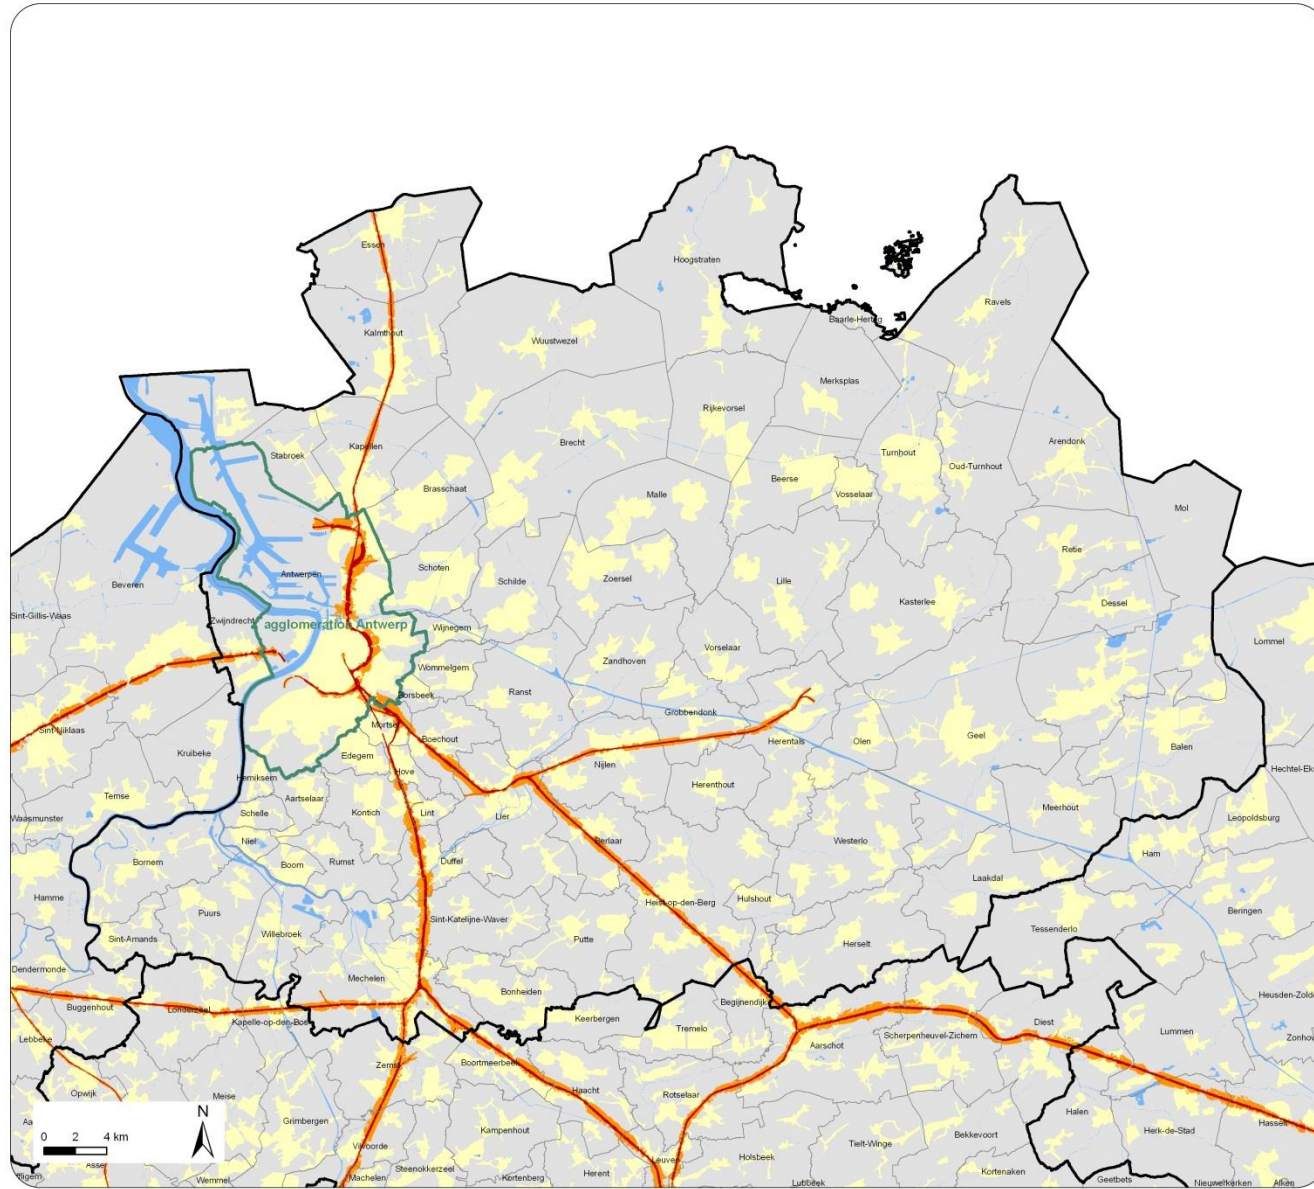 Essen
Hoogstraten
Ravels
Baarle-Hertog
Kalmthout
Wuustwezel
Merksplas
Rijkevorsel
Brecht
Arendonk
Kapellen
Stabroek
Turnhout
Oud-Turnhout
Beerse
Vosselaar
Brasschaat
Malle
Mol
Retie
Schoten
Schilde
Zoersel
Lille
Antwerpen
Beveren
Kasterlee
Dessel
Sint-Gillis-Waas
Zwijndrecht
agglomeration Antwerp
Wijnegem
Lommel
Vorselaar
Zandhoven
Wommelgem
Ranst
Borsbeek
Grobbendonk
Mortsel
Sint-Niklaas
Boechout
Herentals
Olen
Geel
Balen
Kruibeke
Edegem
Nijlen
Hove
Hemiksem
Hechtel-Ek
Herenthout
Temse
Aartselaar
Meerhout
Schelle
Kontich
Lint
Lier
Waasmunster
Leopoldsburg
Niel
Berlaar
Westerlo
Ham
Bornem
Boom
Rumst
Duffel
Laakdal
Hamme
Hulshout
Heist-op-den-Berg
Puurs
Beringen
Sint-Katelijne-Waver
Tessenderlo
Sint-Amands
Willebroek
Putte
Herselt
Dendermonde
Mechelen
Bonheiden
Heusden-Zold
Buggenhout
Londerzeel
Begijnendijk
Kapelle-op-den-Bos
Keerbergen
Tremelo
Diest
Lummen
Lebbeke
Scherpenheuvel-Zichem
Zonhov
Aarschot
Zemst
Boortmeerbeek
Haacht
Rotselaar
Opwijk
Meise
Halen
N
Grimbergen
Hasselt
Kampenhout
Herk-de-Stad
Bekkevoort
0 2 4 km
Tielt-Winge
Vilvoorde
Holsbeek
Leuven
Steenokkerzeel
Herent
Kortenaken
Machelen
Kortenberg
Wemmel
Lubbeek
Geetbets
Nieuwerkerken
Alken